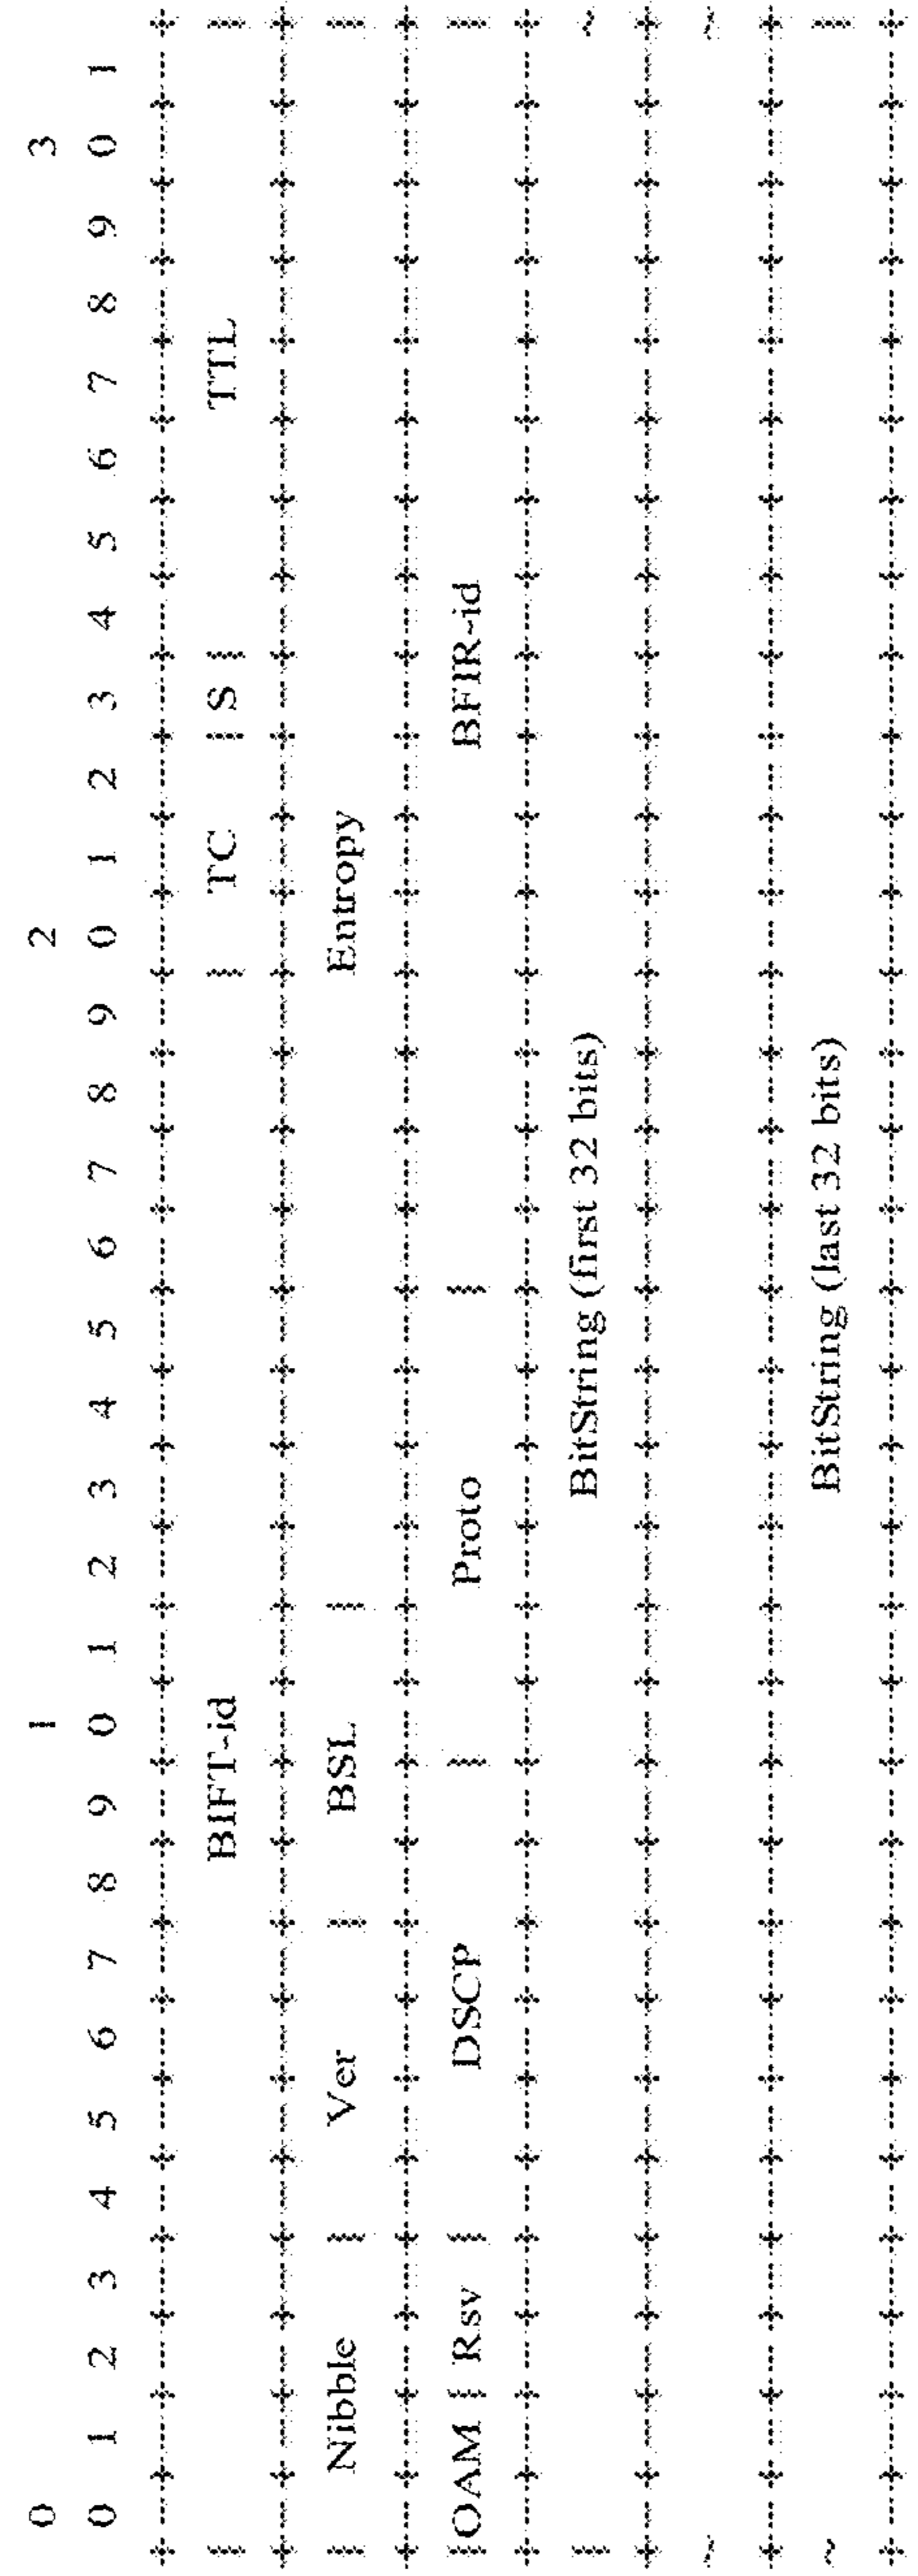 0                   1                   2                   3
0 1 2 3 4 5 6 7 8 9 0 1 2 3 4 5 6 7 8 9 0 1 2 3 4 5 6 7 8 9 0 1
+-+-+-+-+-+-+-+-+-+-+-+-+-+-+-+-+-+-+-+-+-+-+-+-+-+-+-+-+-+-+-+-+
| BIFT-id | TC |S| TTL |
+-+-+-+-+-+-+-+-+-+-+-+-+-+-+-+-+-+-+-+-+-+-+-+-+-+-+-+-+-+-+-+-+
| Nibble | Ver | BSL | Entropy |
+-+-+-+-+-+-+-+-+-+-+-+-+-+-+-+-+-+-+-+-+-+-+-+-+-+-+-+-+-+-+-+-+
|OAM| Rsv | DSCP | Proto | BFIR-id |
+-+-+-+-+-+-+-+-+-+-+-+-+-+-+-+-+-+-+-+-+-+-+-+-+-+-+-+-+-+-+-+-+
| BitString (first 32 bits) ~
+-+-+-+-+-+-+-+-+-+-+-+-+-+-+-+-+-+-+-+-+-+-+-+-+-+-+-+-+-+-+-+-+
~ ~
+-+-+-+-+-+-+-+-+-+-+-+-+-+-+-+-+-+-+-+-+-+-+-+-+-+-+-+-+-+-+-+-+
~ BitString (last 32 bits) |
+-+-+-+-+-+-+-+-+-+-+-+-+-+-+-+-+-+-+-+-+-+-+-+-+-+-+-+-+-+-+-+-+